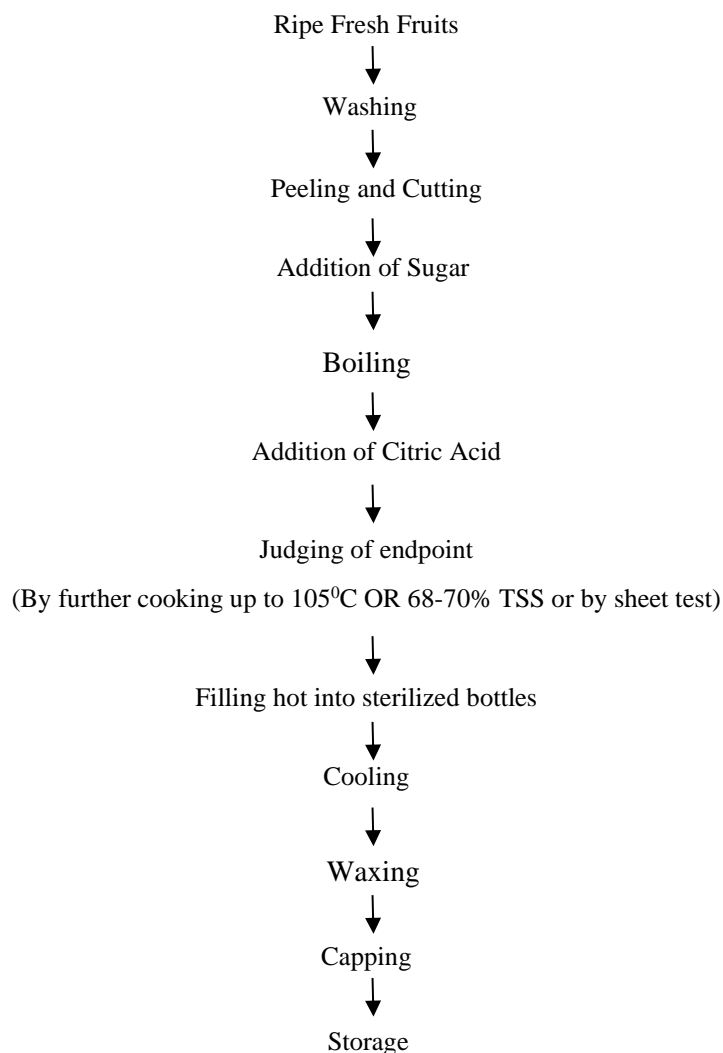 Ripe Fresh Fruits
Washing
Peeling and Cutting
Addition of Sugar
Boiling
Addition of Citric Acid
Judging of endpoint
(By further cooking up to 105⁰C OR 68-70% TSS or by sheet test)
Filling hot into sterilized bottles
Cooling
Waxing
Capping
Storage